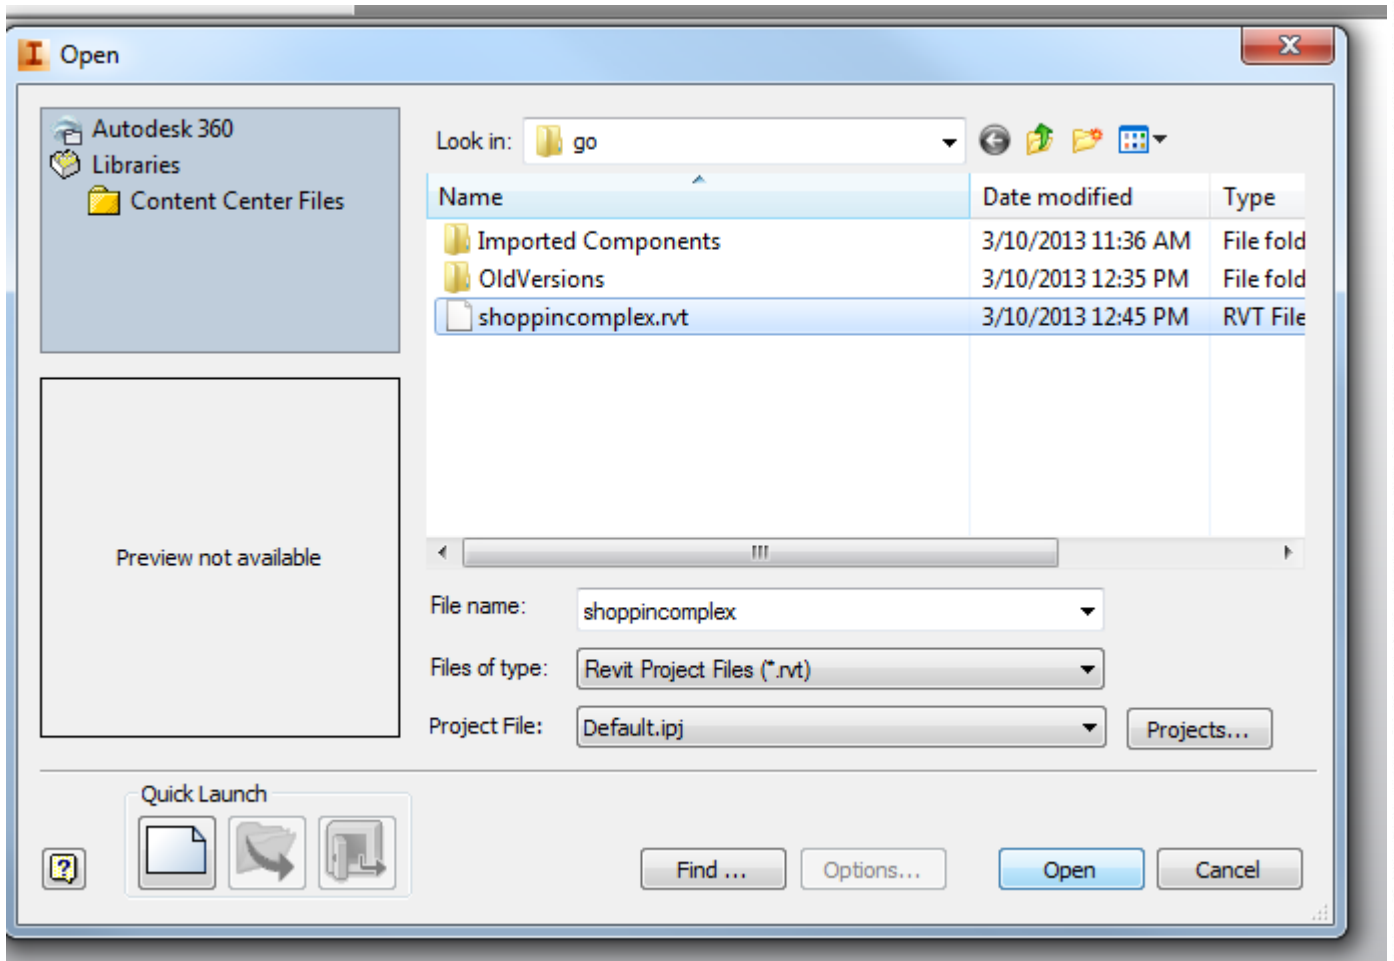 Open
Autodesk 360
Libraries
Content Center Files
Look in: go
Name Date modified Type
Imported Components 3/10/2013 11:36 AM File fold
OldVersions 3/10/2013 12:35 PM File fold
shoppincomplex.rvt 3/10/2013 12:45 PM RVT File
Preview not available
File name: shoppincomplex
Files of type: Revit Project Files (*.rvt)
Project File: Default.ipj Projects...
Quick Launch
Find ... Options... Open Cancel